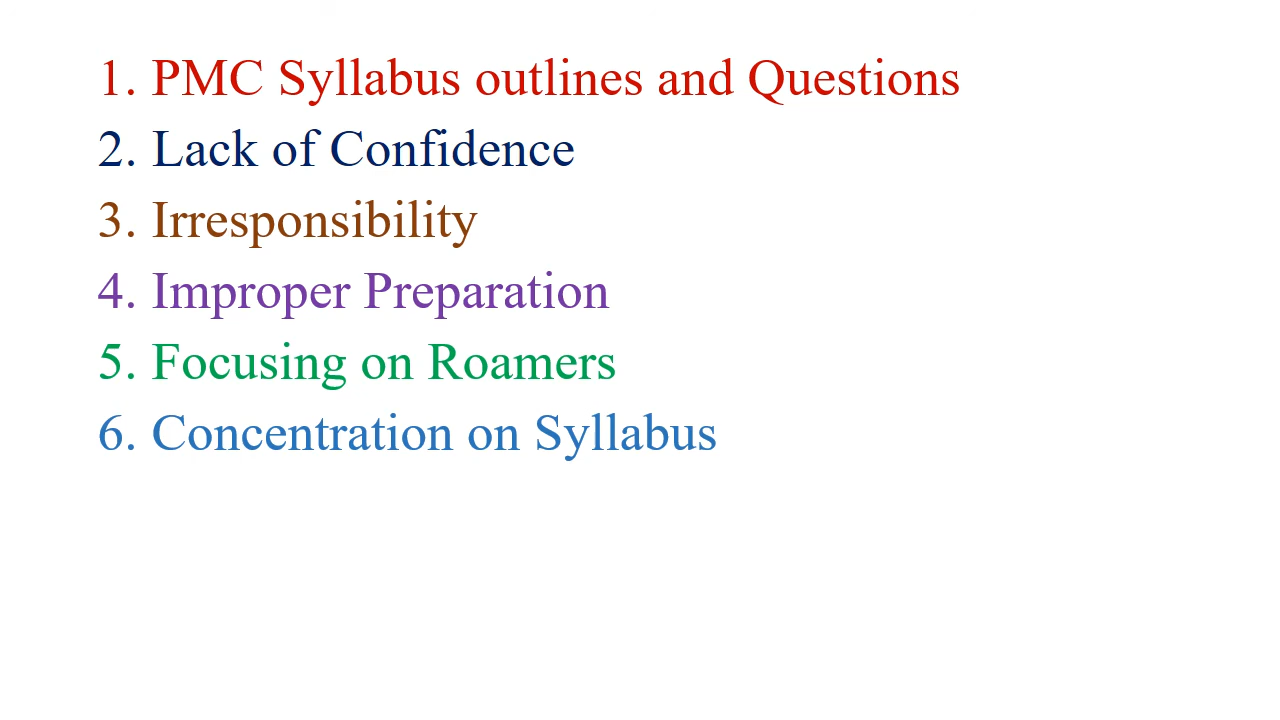 1. PMC Syllabus outlines and Questions
2. Lack of Confidence
3. Irresponsibility
4. Improper Preparation
5. Focusing on Roamers
6. Concentration on Syllabus